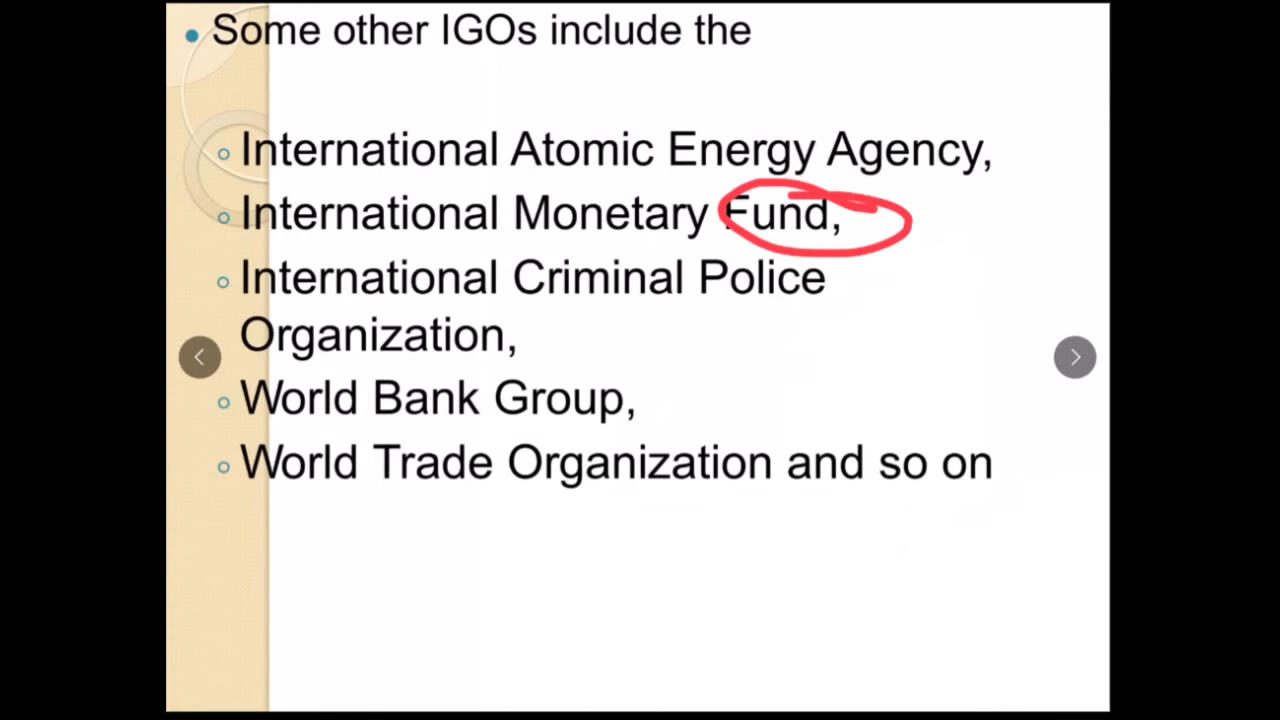 Some other IGOs include the
International Atomic Energy Agency,
International Monetary Fund,
International Criminal Police
Organization,
World Bank Group,
World Trade Organization and so on